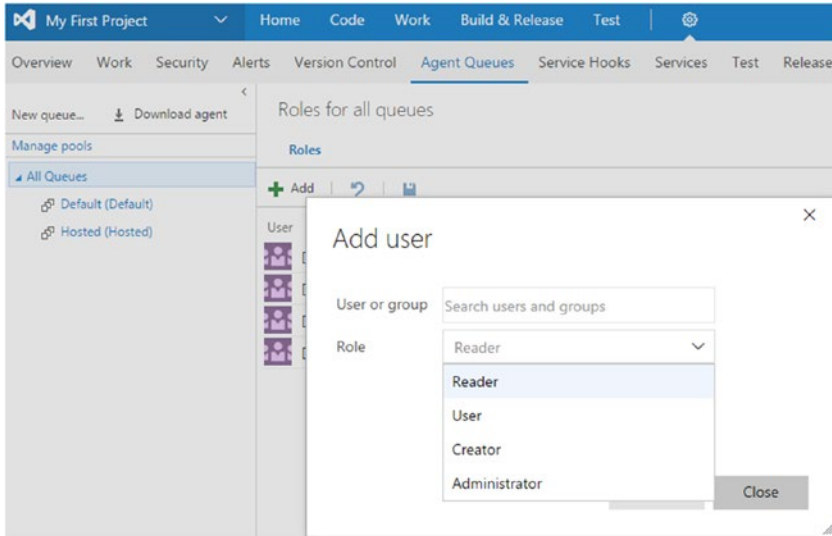 My First Project
Home Code Work Build & Release Test
Overview Work Security Alerts Version Control Agent Queues Service Hooks Services Test Release
New queue... Download agent
Manage pools
All Queues
Default (Default)
Hosted (Hosted)
Roles for all queues
Roles
Add
User
Add user
User or group Search users and groups
Role Reader
Reader
User
Creator
Administrator
Close